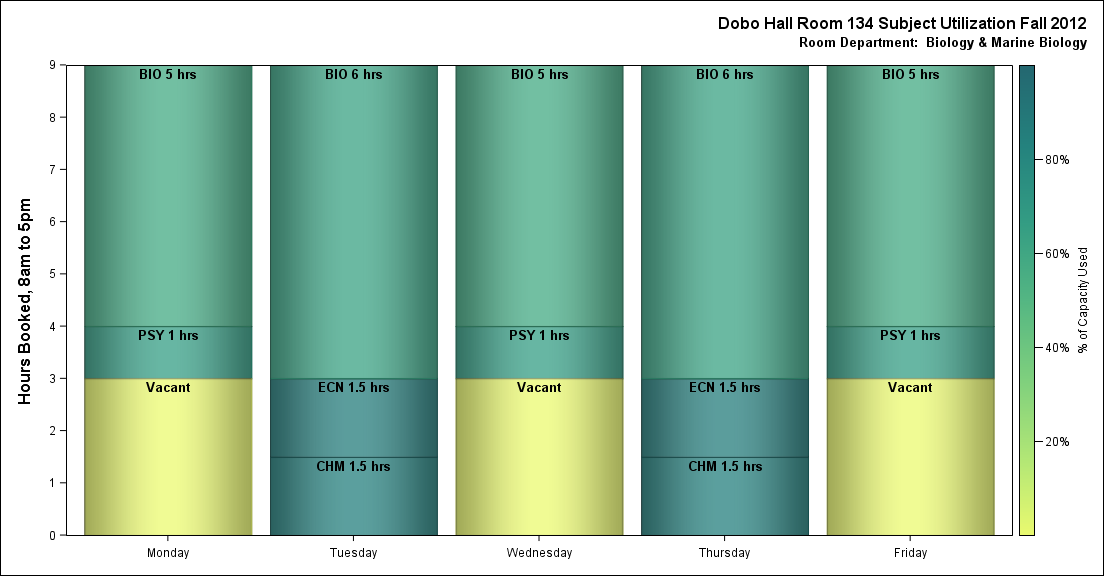 Dobo Hall Room 134 Subject Utilization Fall 2012
Room Department: Biology & Marine Biology
Hours Booked, 8am to 5pm
9
8
7
6
5
4
3
2
1
0
BIO 5 hrs
PSY 1 hrs
Vacant
Monday
BIO 6 hrs
ECN 1.5 hrs
CHM 1.5 hrs
Tuesday
BIO 5 hrs
PSY 1 hrs
Vacant
Wednesday
BIO 6 hrs
ECN 1.5 hrs
CHM 1.5 hrs
Thursday
BIO 5 hrs
PSY 1 hrs
Vacant
Friday
80%
60%
40%
20%
% of Capacity Used